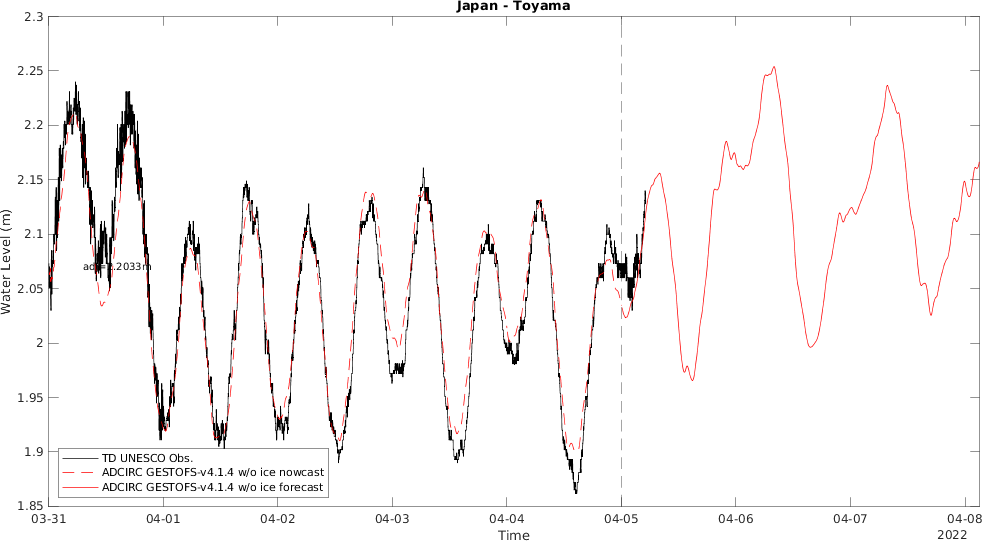 Japan - Toyama
Water Level (m)
2.3
2.25
2.2
2.15
2.1
2.05
2
1.95
1.9
1.85
TD UNESCO Obs.
ADCIRC GESTOFS-v4.1.4 w/o ice nowcast
ADCIRC GESTOFS-v4.1.4 w/o ice forecast
03-31 04-01 04-02 04-03 04-04 04-05 04-06 04-07 04-08
Time
2022